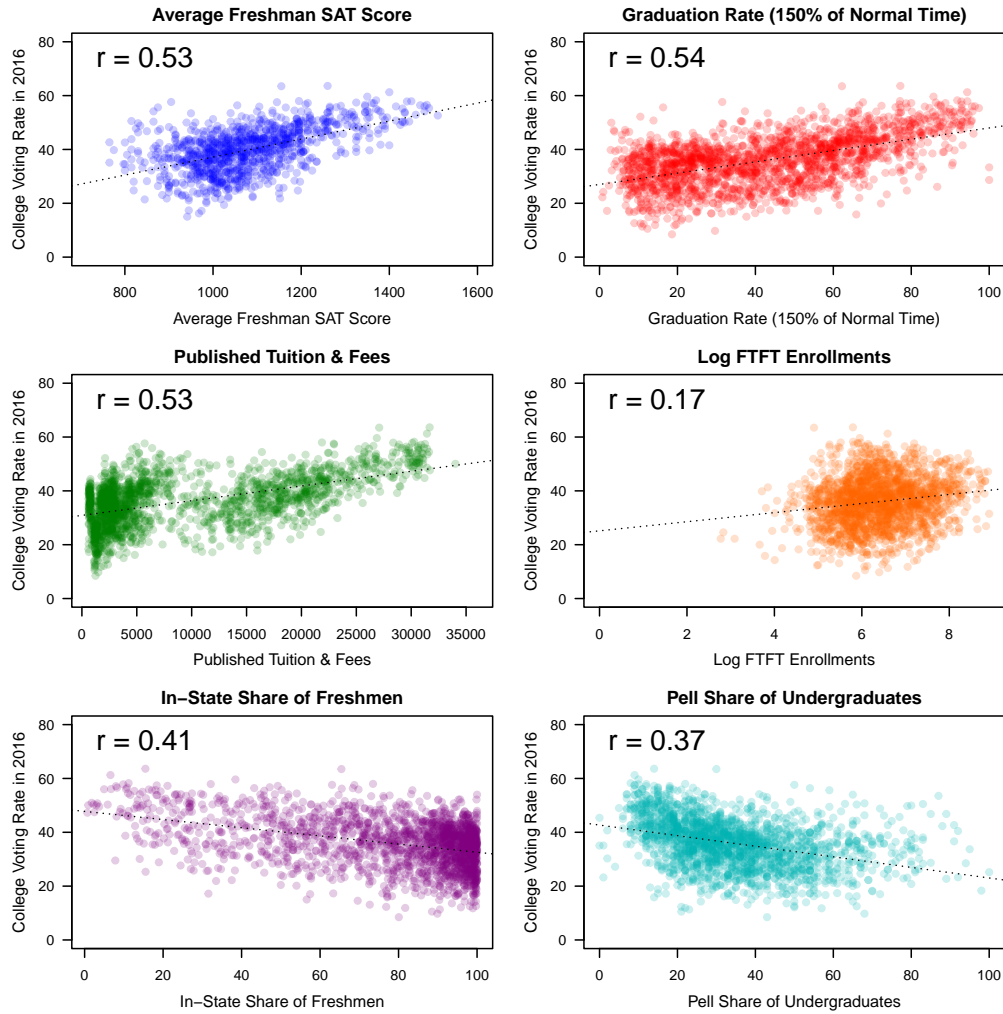 Average Freshman SAT Score
r = 0.53
College Voting Rate in 2016
80
60
40
20
0
800 1000 1200 1400 1600
Average Freshman SAT Score
Graduation Rate (150% of Normal Time)
r = 0.54
College Voting Rate in 2016
80
60
40
20
0
0 20 40 60 80 100
Graduation Rate (150% of Normal Time)
Published Tuition & Fees
r = 0.53
College Voting Rate in 2016
80
60
40
20
0
0 5000 10000 15000 20000 25000 30000 35000
Published Tuition & Fees
Log FTFT Enrollments
r = 0.17
College Voting Rate in 2016
80
60
40
20
0
0 2 4 6 8
Log FTFT Enrollments
In−State Share of Freshmen
r = 0.41
College Voting Rate in 2016
80
60
40
20
0
0 20 40 60 80 100
In−State Share of Freshmen
Pell Share of Undergraduates
r = 0.37
College Voting Rate in 2016
80
60
40
20
0
0 20 40 60 80 100
Pell Share of Undergraduates